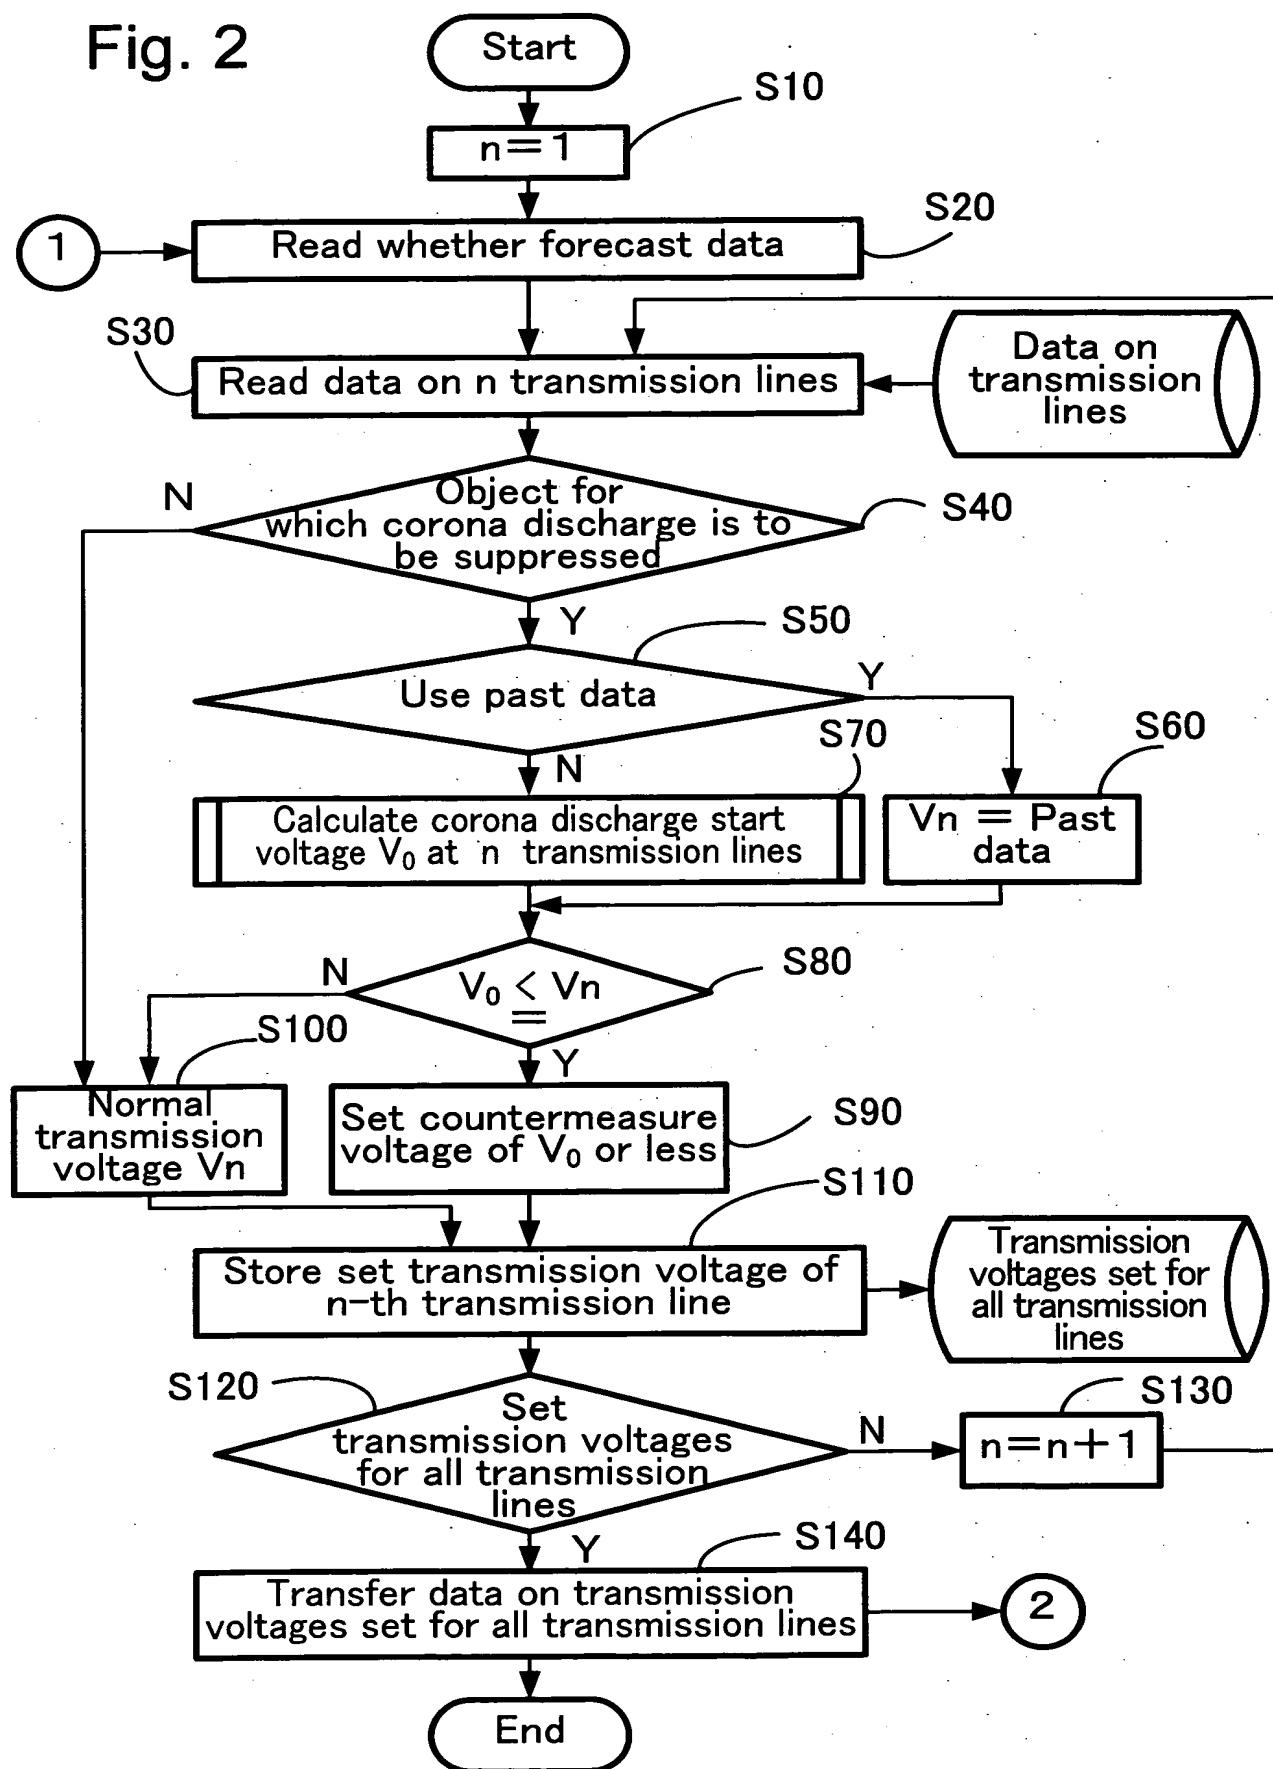 Fig. 2
Start
S10
n=1
S20
1
Read whether forecast data
S30
Read data on n transmission lines
Data on
transmission
lines
N
Object for
which corona discharge is to
be suppressed
S40
Y
S50
Use past data
Y
S70
S60
N
Calculate corona discharge start
voltage V₀ at n transmission lines
Vn = Past
data
N
V₀ ≦ Vn
S80
S100
Y
Normal
transmission
voltage Vn
Set countermeasure
voltage of V₀ or less
S90
S110
Store set transmission voltage of
n-th transmission line
Transmission
voltages set for
all transmission
lines
S120
Set
transmission voltages
for all transmission
lines
N
S130
n=n+1
Y
S140
Transfer data on transmission
voltages set for all transmission lines
2
End